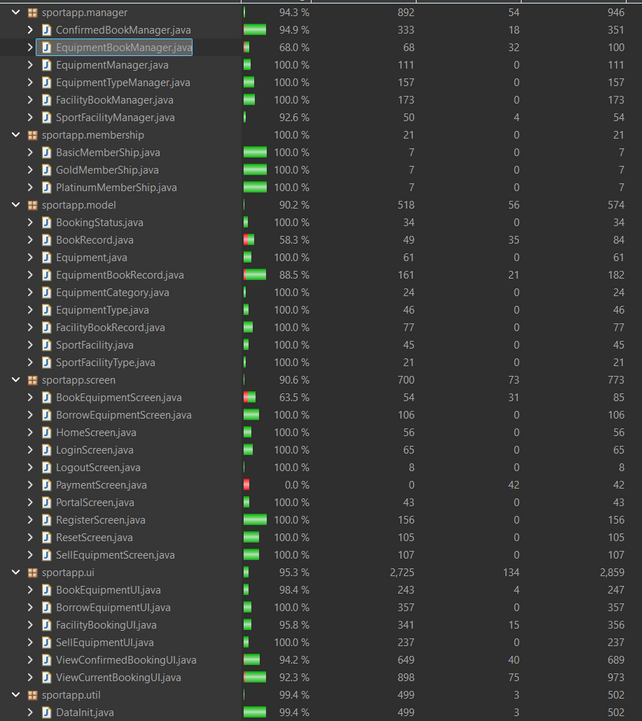 sportapp.manager 94.3 % 892 54 946
ConfirmedBookManager.java 94.9 % 333 18 351
EquipmentBookManager.java 68.0 % 68 32 100
EquipmentManager.java 100.0 % 111 0 111
EquipmentTypeManager.java 100.0 % 157 0 157
FacilityBookManager.java 100.0 % 173 0 173
SportFacilityManager.java 92.6 % 50 4 54
sportapp.membership 100.0 % 21 0 21
BasicMemberShip.java 100.0 % 7 0 7
GoldMemberShip.java 100.0 % 7 0 7
PlatinumMemberShip.java 100.0 % 7 0 7
sportapp.model 90.2 % 518 56 574
BookingStatus.java 100.0 % 34 0 34
BookRecord.java 58.3 % 49 35 84
Equipment.java 100.0 % 61 0 61
EquipmentBookRecord.java 88.5 % 161 21 182
EquipmentCategory.java 100.0 % 24 0 24
EquipmentType.java 100.0 % 46 0 46
FacilityBookRecord.java 100.0 % 77 0 77
SportFacility.java 100.0 % 45 0 45
SportFacilityType.java 100.0 % 21 0 21
sportapp.screen 90.6 % 700 73 773
BookEquipmentScreen.java 63.5 % 54 31 85
BorrowEquipmentScreen.java 100.0 % 106 0 106
HomeScreen.java 100.0 % 56 0 56
LoginScreen.java 100.0 % 65 0 65
LogoutScreen.java 100.0 % 8 0 8
PaymentScreen.java 0.0 % 0 42 42
PortalScreen.java 100.0 % 43 0 43
RegisterScreen.java 100.0 % 156 0 156
ResetScreen.java 100.0 % 105 0 105
SellEquipmentScreen.java 100.0 % 107 0 107
sportapp.ui 95.3 % 2,725 134 2,859
BookEquipmentUI.java 98.4 % 243 4 247
BorrowEquipmentUI.java 100.0 % 357 0 357
FacilityBookingUI.java 95.8 % 341 15 356
SellEquipmentUI.java 100.0 % 237 0 237
ViewConfirmedBookingUI.java 94.2 % 649 40 689
ViewCurrentBookingUI.java 92.3 % 898 75 973
sportapp.util 99.4 % 499 3 502
DataInit.java 99.4 % 499 3 502